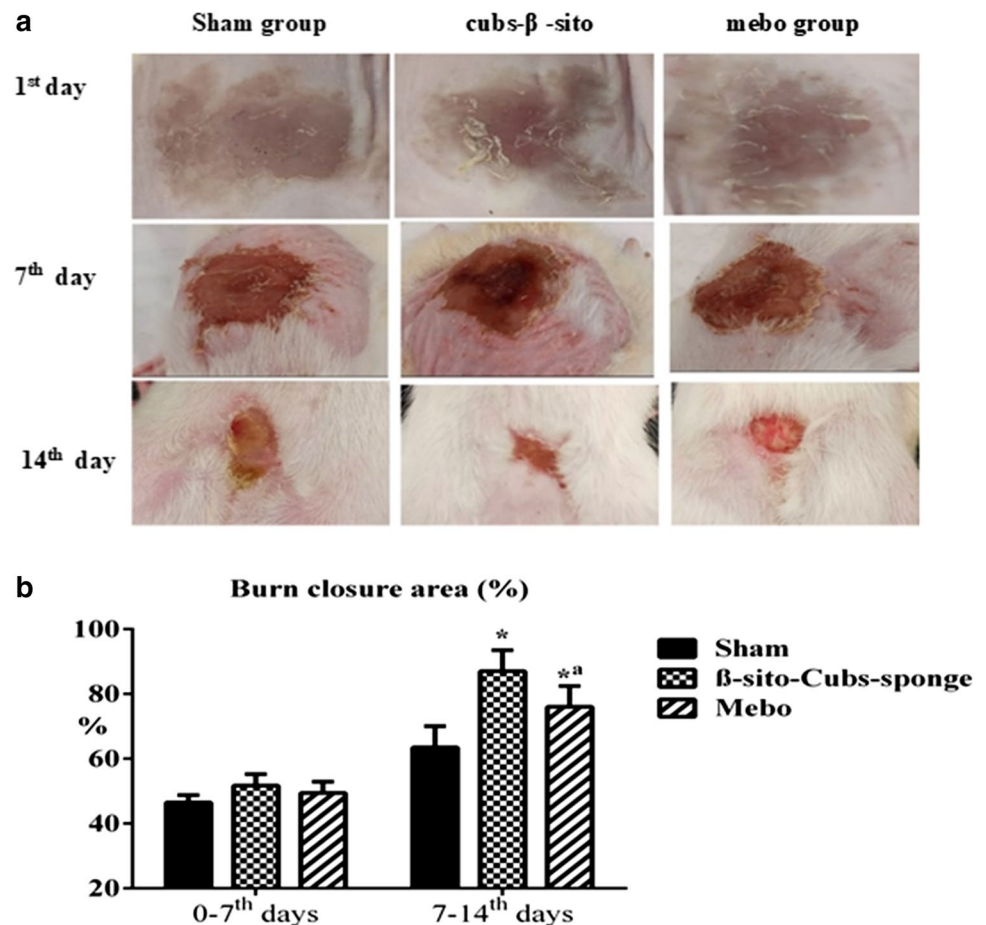 a
Sham group cubs-β -sito mebo group
1st day
7th day
14th day
b
Burn closure area (%)
100
80
%
60
40
20
* 
*a
0-7th days 7-14th days
Sham
ß-sito-Cubs-sponge
Mebo